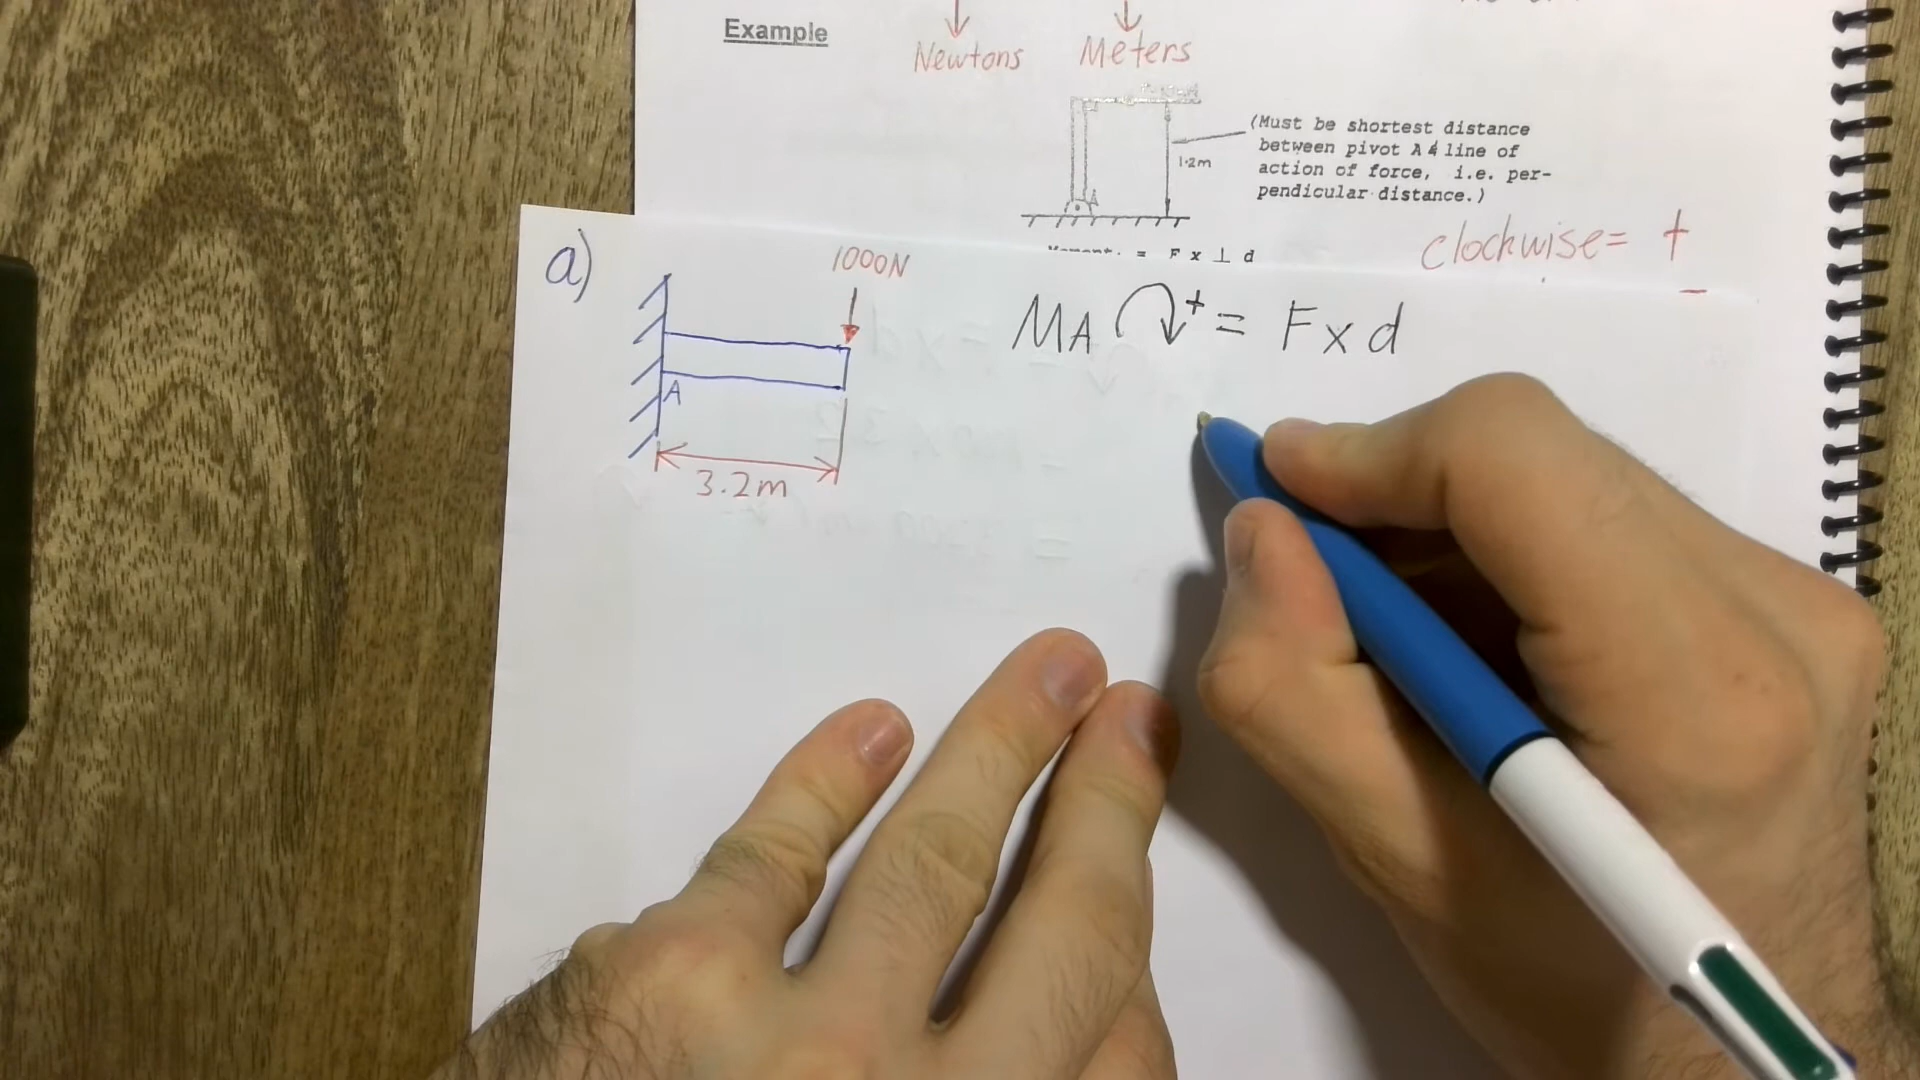 Example
Newtons
Meters
(Must be shortest distance
between pivot A & line of
action of force, i.e. per-
pendicular distance.)
1.2m
A
= F x ⊥ d
clockwise= +
a)
1000N
A
3.2m
MA ↷+ = F x d